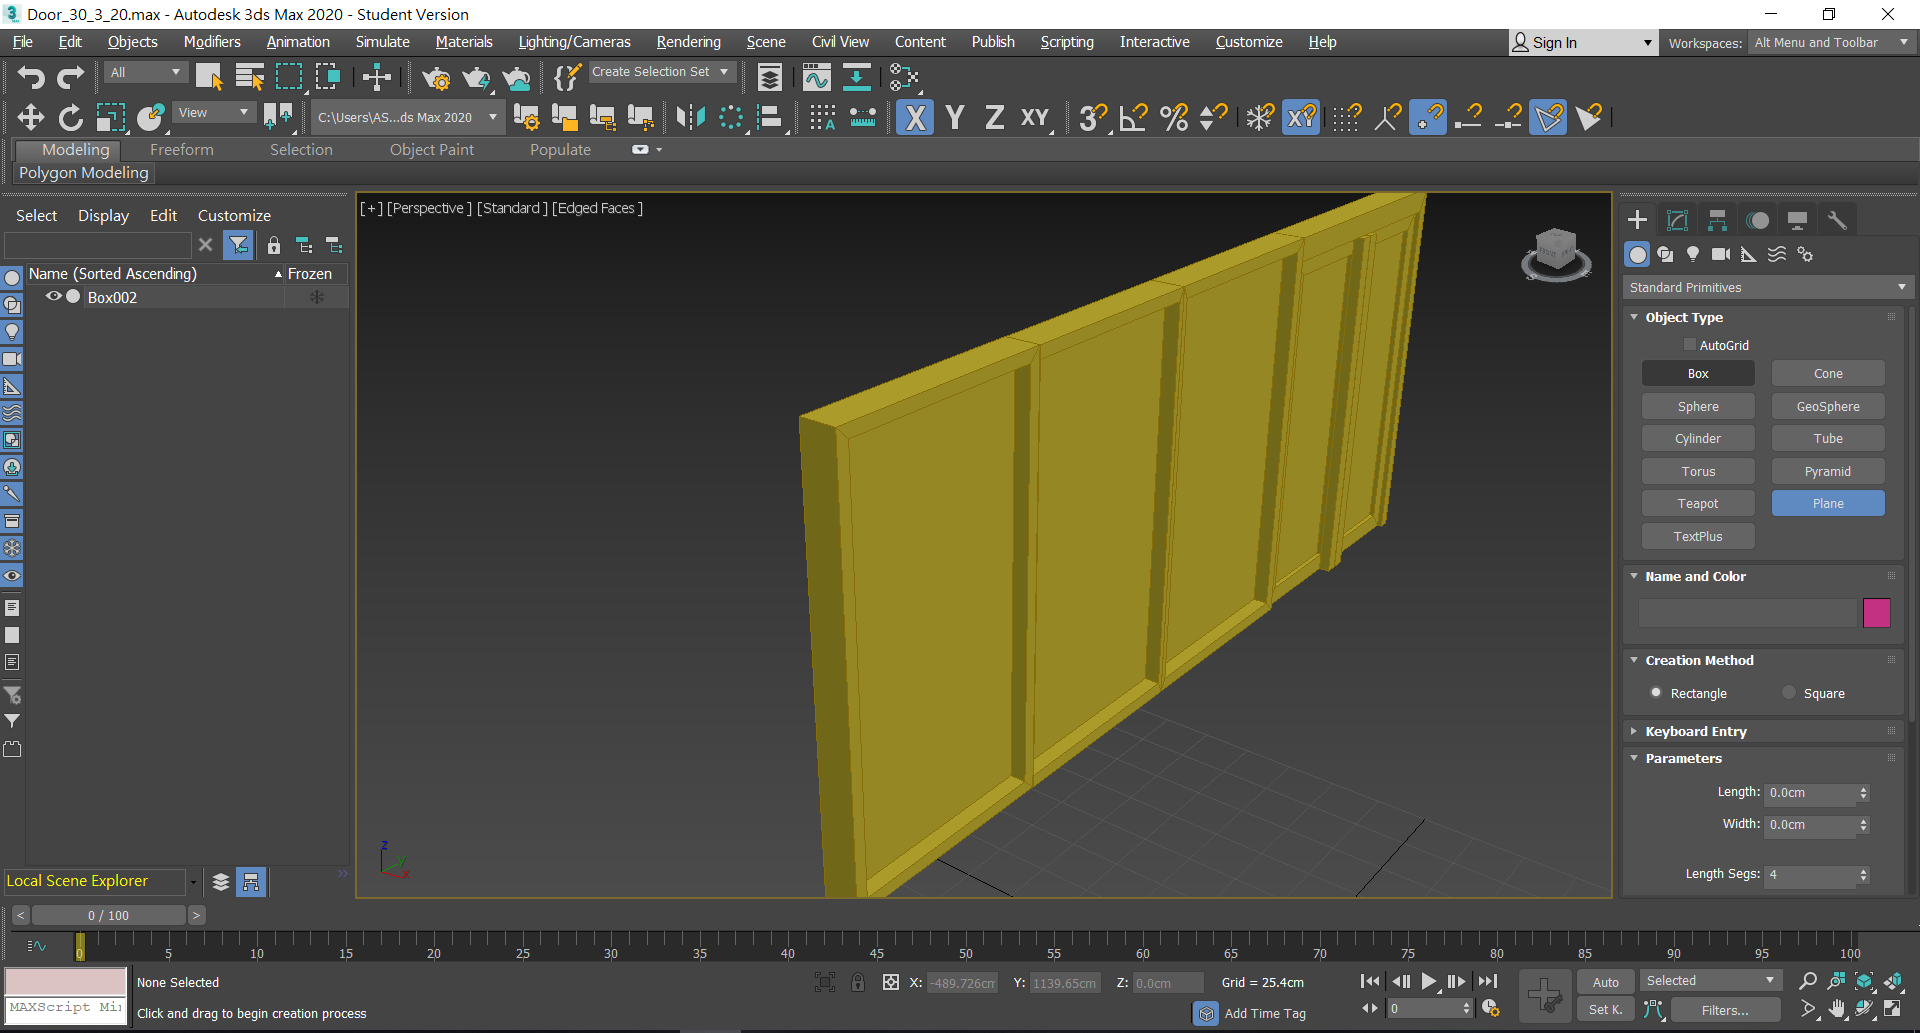 Door_30_3_20.max - Autodesk 3ds Max 2020 - Student Version
File Edit Objects Modifiers Animation Simulate Materials Lighting/Cameras Rendering Scene Civil View Content Publish Scripting Interactive Customize Help
Sign In
Workspaces: Alt Menu and Toolbar
All
Create Selection Set
View
C:\Users\AS...ds Max 2020
X Y Z XY
3
Modeling Freeform Selection Object Paint Populate
Polygon Modeling
Select Display Edit Customize
Name (Sorted Ascending) Frozen
Box002
[+] [Perspective] [Standard] [Edged Faces]
z y x
Standard Primitives
Object Type
AutoGrid
Box Cone
Sphere GeoSphere
Cylinder Tube
Torus Pyramid
Teapot Plane
TextPlus
Name and Color
Creation Method
Rectangle Square
Keyboard Entry
Parameters
Length: 0.0cm
Width: 0.0cm
Length Segs: 4
Local Scene Explorer
< 0 / 100 >
0 5 10 15 20 25 30 35 40 45 50 55 60 65 70 75 80 85 90 95 100
None Selected
X: -489.726cm Y: 1139.65cm Z: 0.0cm Grid = 25.4cm
Auto Selected
MAXScript Mi
Click and drag to begin creation process
Add Time Tag
0
Set K. Filters...